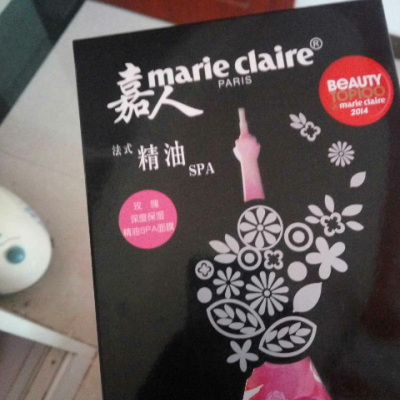 嘉人 marie claire®
PARIS
BEAUTY
TOP100
marie claire
2014
法式 精油 SPA
玫瑰
深层保湿
精油SPA面膜